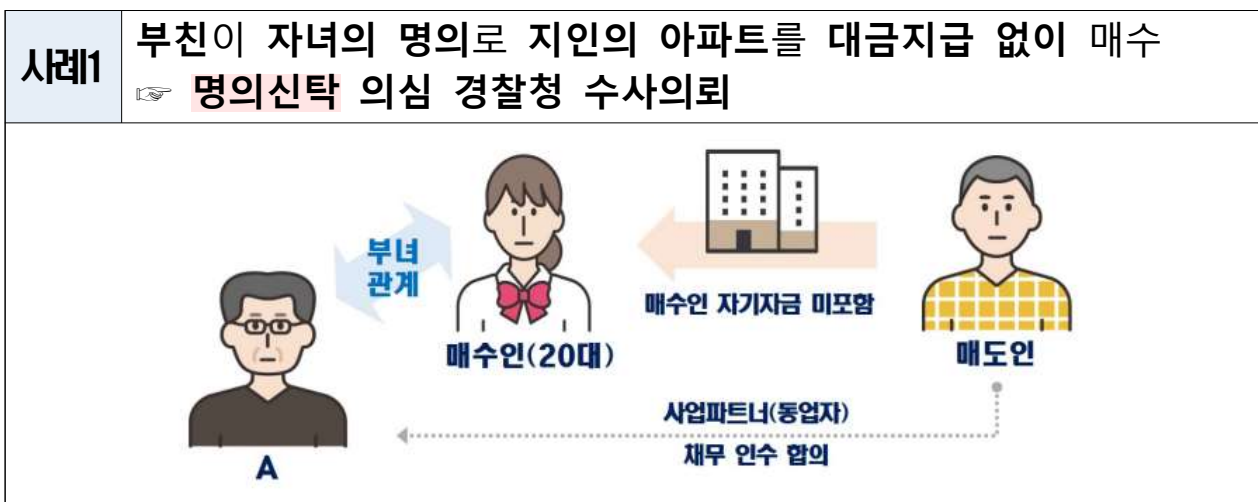 사례1
부친이 자녀의 명의로 지인의 아파트를 대금지급 없이 매수
☞ 명의신탁 의심 경찰청 수사의뢰
부녀
관계
매수인 자기자금 미포함
매수인(20대)
매도인
사업파트너(동업자)
채무 인수 합의
A